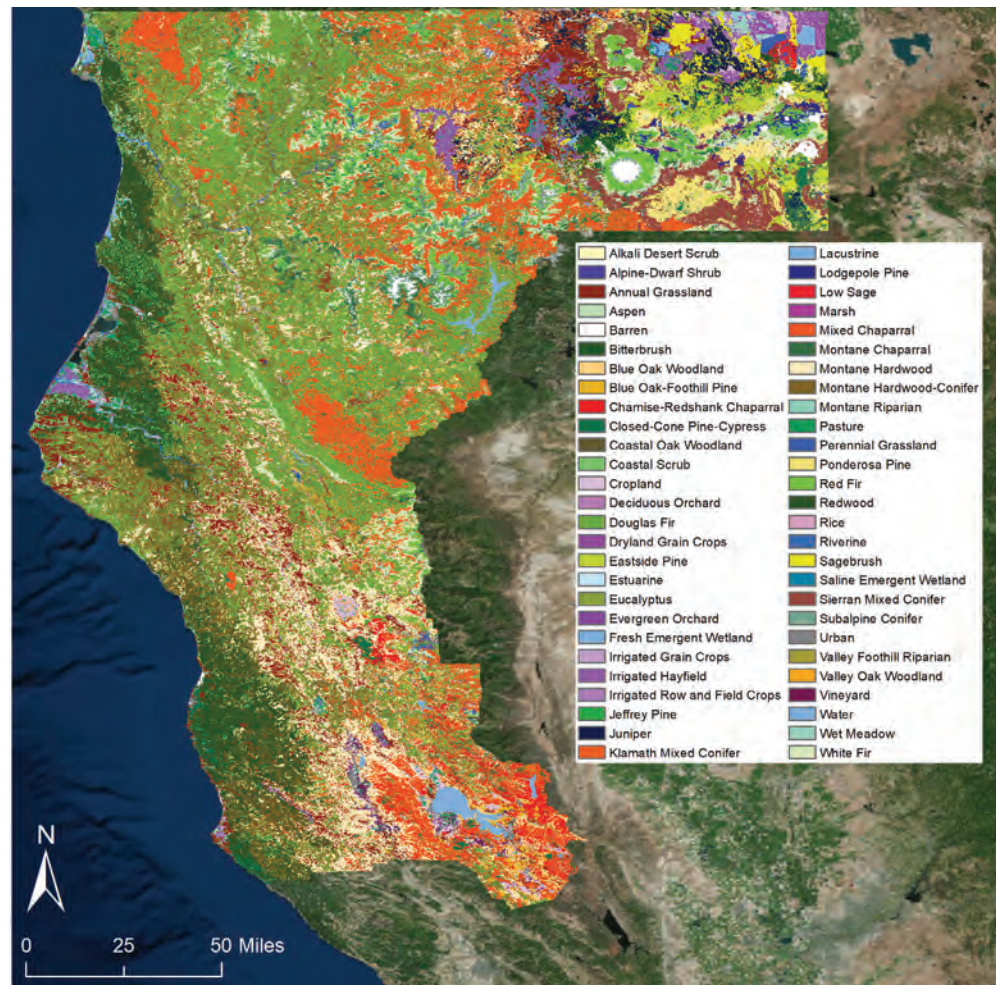 Alkali Desert Scrub
Alpine-Dwarf Shrub
Annual Grassland
Aspen
Barren
Bitterbrush
Blue Oak Woodland
Blue Oak-Foothill Pine
Chamise-Redshank Chaparral
Closed-Cone Pine-Cypress
Coastal Oak Woodland
Coastal Scrub
Cropland
Deciduous Orchard
Douglas Fir
Dryland Grain Crops
Eastside Pine
Estuarine
Eucalyptus
Evergreen Orchard
Fresh Emergent Wetland
Irrigated Grain Crops
Irrigated Hayfield
Irrigated Row and Field Crops
Jeffrey Pine
Juniper
Klamath Mixed Conifer
Lacustrine
Lodgepole Pine
Low Sage
Marsh
Mixed Chaparral
Montane Chaparral
Montane Hardwood
Montane Hardwood-Conifer
Montane Riparian
Pasture
Perennial Grassland
Ponderosa Pine
Red Fir
Redwood
Rice
Riverine
Sagebrush
Saline Emergent Wetland
Sierran Mixed Conifer
Subalpine Conifer
Urban
Valley Foothill Riparian
Valley Oak Woodland
Vineyard
Water
Wet Meadow
White Fir
N
0 25 50 Miles